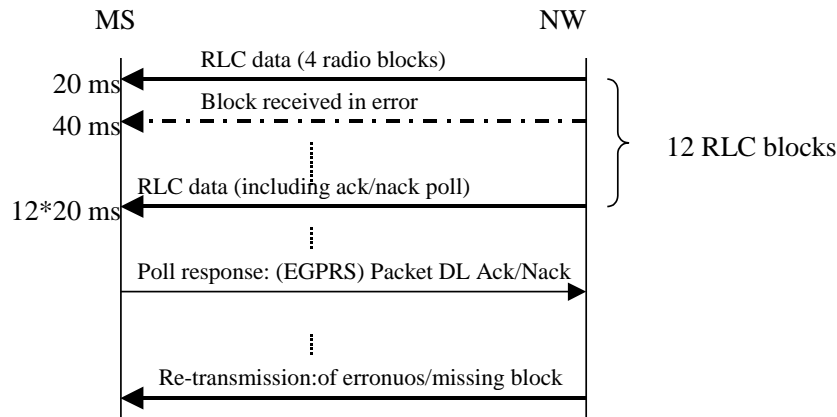 MS NW
RLC data (4 radio blocks)
20 ms
Block received in error
40 ms
12 RLC blocks
RLC data (including ack/nack poll)
12*20 ms
Poll response: (EGPRS) Packet DL Ack/Nack
Re-transmission:of erronuos/missing block